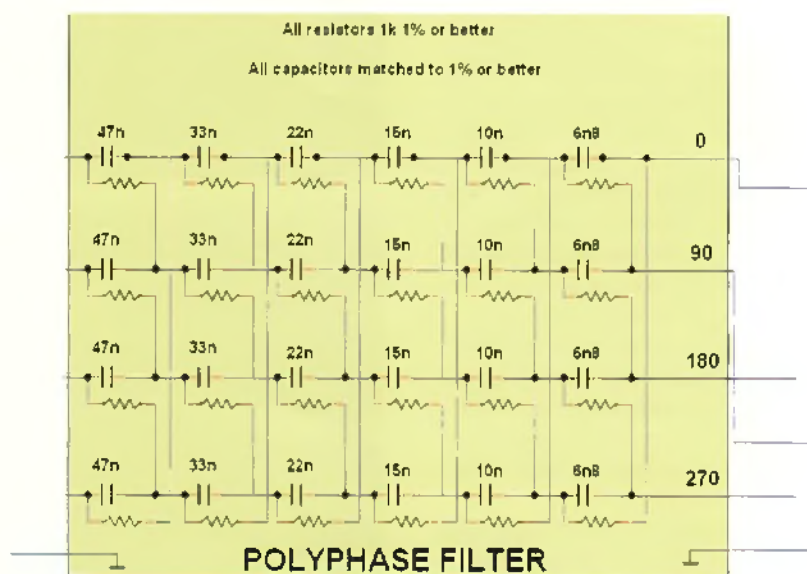 All resistors 1k 1% or better
All capacitors matched to 1% or better
47n 33n 22n 15n 10n 6n8 0
47n 33n 22n 15n 10n 6n8 90
47n 33n 22n 15n 10n 6n8 180
47n 33n 22n 15n 10n 6n8 270
POLYPHASE FILTER